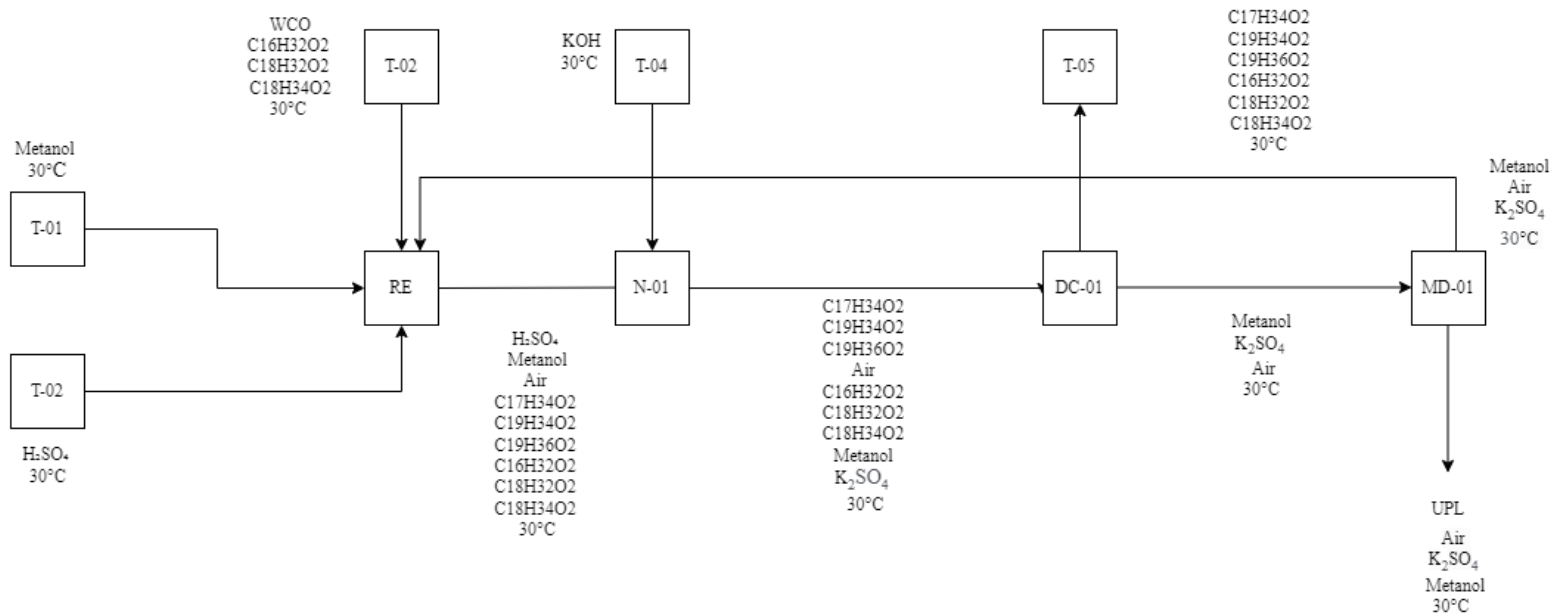 WCO
C16H32O2
C18H32O2
C18H34O2
30°C
T-02
KOH
30°C
T-04
T-05
C17H34O2
C19H34O2
C19H36O2
C16H32O2
C18H32O2
C18H34O2
30°C
Metanol
30°C
T-01
Metanol
Air
K₂SO₄
30°C
RE
N-01
DC-01
MD-01
T-02
H₂SO₄
30°C
H₂SO₄
Metanol
Air
C17H34O2
C19H34O2
C19H36O2
C16H32O2
C18H32O2
C18H34O2
30°C
C17H34O2
C19H34O2
C19H36O2
Air
C16H32O2
C18H32O2
C18H34O2
Metanol
K₂SO₄
30°C
Metanol
K₂SO₄
Air
30°C
UPL
Air
K₂SO₄
Metanol
30°C